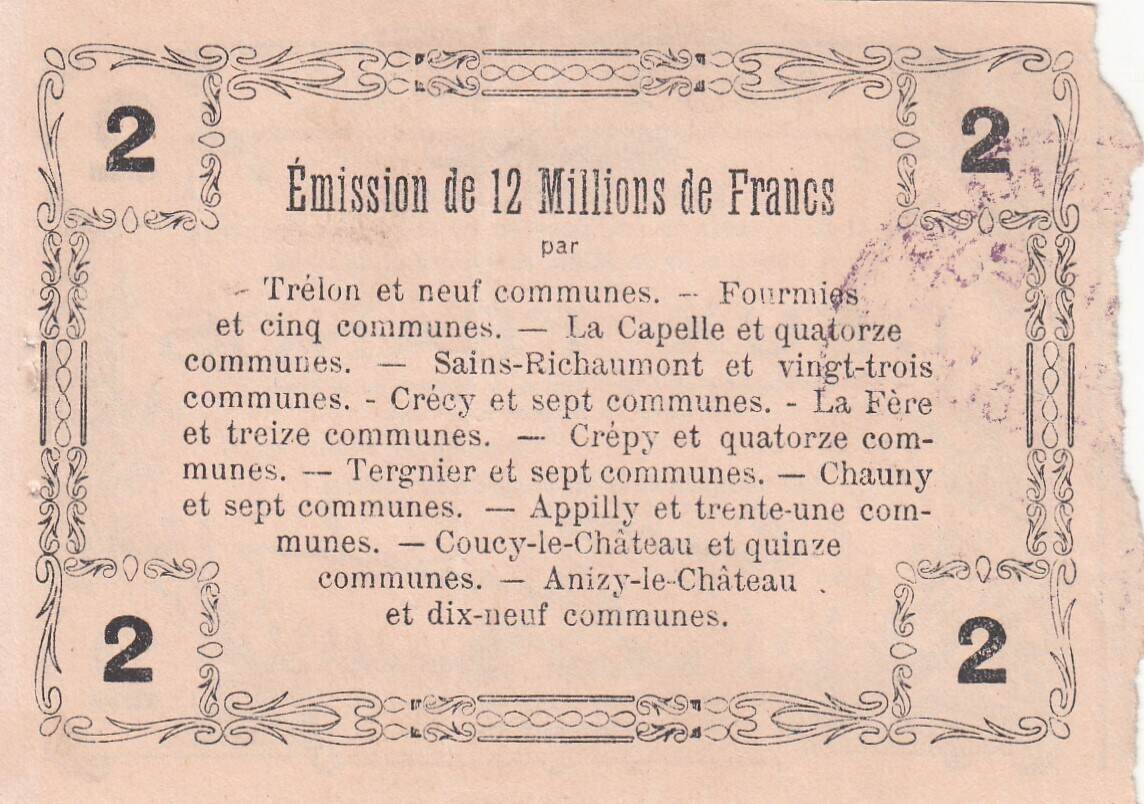 2 2
Émission de 12 Millions de Francs
par
Trélon et neuf communes. — Fourmies
et cinq communes. — La Capelle et quatorze
communes. — Sains-Richaumont et vingt-trois
communes. - Crécy et sept communes. - La Fère
et treize communes. — Crépy et quatorze com-
munes. — Tergnier et sept communes. — Chauny
et sept communes. — Appilly et trente-une com-
munes. — Coucy-le-Château et quinze
communes. — Anizy-le-Château
et dix-neuf communes.
2 2